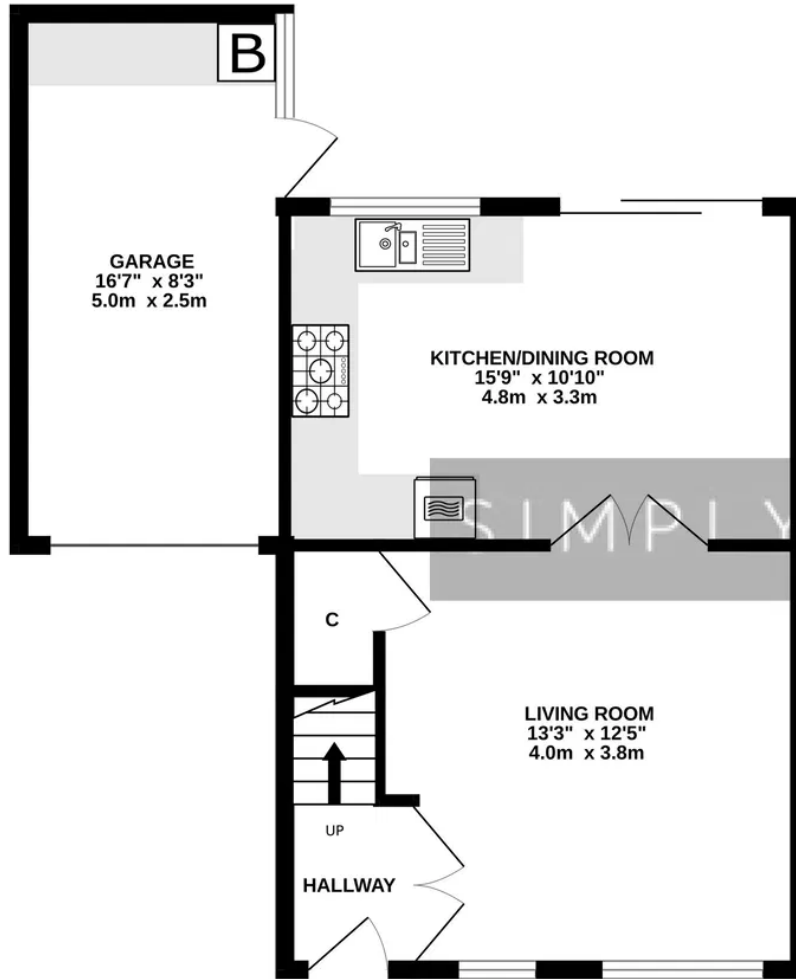 B
GARAGE
16'7" x 8'3"
5.0m x 2.5m
KITCHEN/DINING ROOM
15'9" x 10'10"
4.8m x 3.3m
SIMPLY
C
LIVING ROOM
13'3" x 12'5"
4.0m x 3.8m
UP
HALLWAY